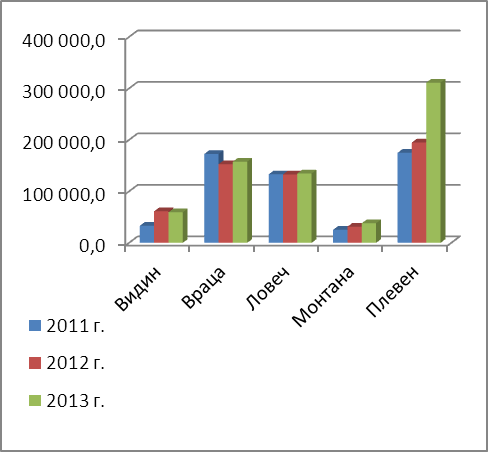 400 000,0
300 000,0
200 000,0
100 000,0
0,0
Видин
Враца
Ловеч
Монтана
Плевен
2011 г.
2012 г.
2013 г.